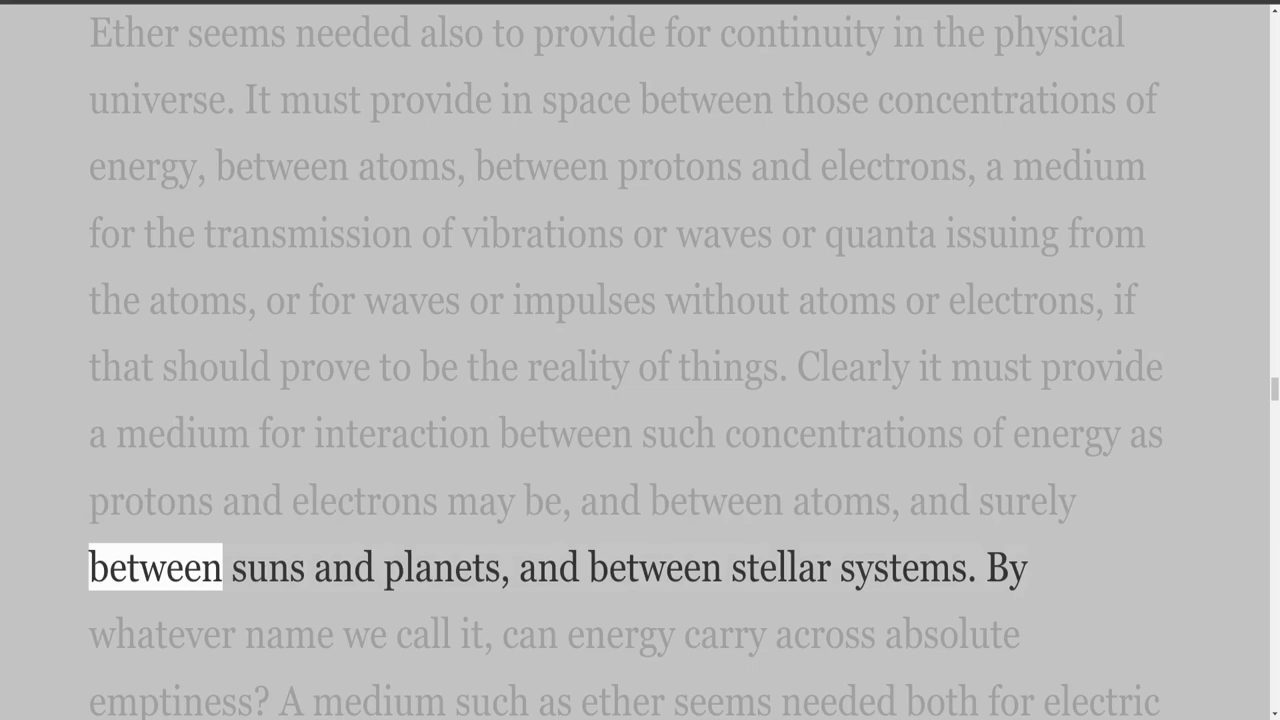 Ether seems needed also to provide for continuity in the physical
universe. It must provide in space between those concentrations of
energy, between atoms, between protons and electrons, a medium
for the transmission of vibrations or waves or quanta issuing from
the atoms, or for waves or impulses without atoms or electrons, if
that should prove to be the reality of things. Clearly it must provide
a medium for interaction between such concentrations of energy as
protons and electrons may be, and between atoms, and surely
between suns and planets, and between stellar systems. By
whatever name we call it, can energy carry across absolute
emptiness? A medium such as ether seems needed both for electric